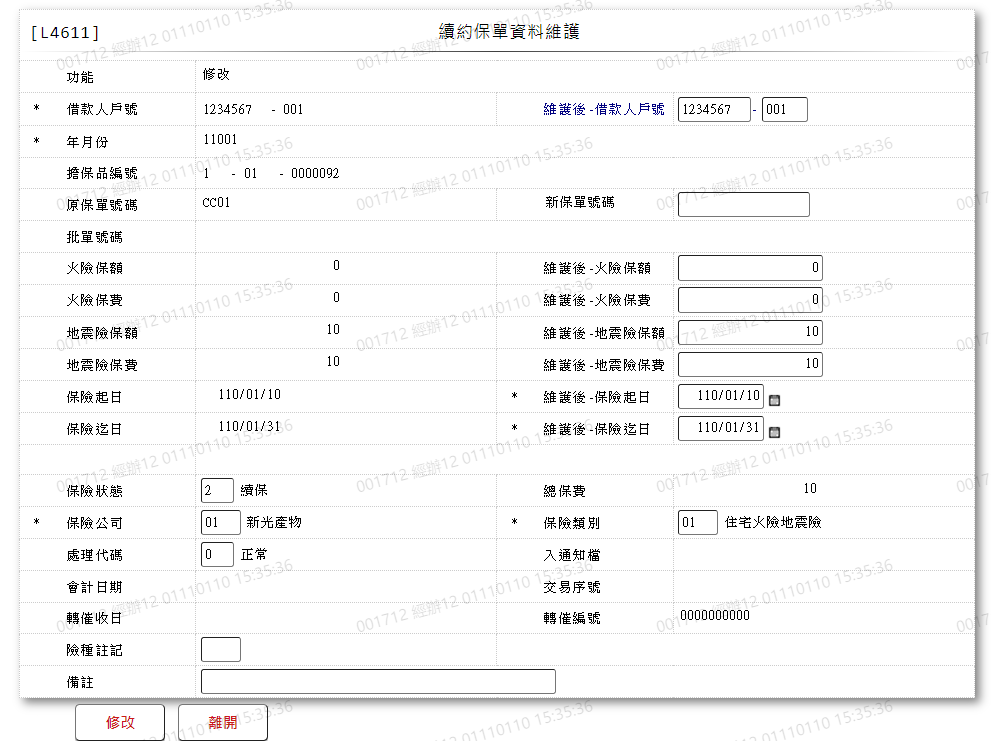 [L4611] 續約保單資料維護
功能 修改
* 借款人戶號 1234567 - 001 維護後-借款人戶號 1234567 - 001
* 年月份 11001
擔保品編號 1 - 01 - 0000092
原保單號碼 CC01 新保單號碼
批單號碼
火險保額 0 維護後-火險保額 0
火險保費 0 維護後-火險保費 0
地震險保額 10 維護後-地震險保額 10
地震險保費 10 維護後-地震險保費 10
保險起日 110/01/10 * 維護後-保險起日 110/01/10
保險迄日 110/01/31 * 維護後-保險迄日 110/01/31
保險狀態 2 續保 總保費 10
* 保險公司 01 新光產物 * 保險類別 01 住宅火險地震險
處理代碼 0 正常 入通知檔
會計日期 交易序號
轉催收日 轉催編號 0000000000
險種註記
備註
修改 離開
001712 經辦12 01110110 15:35:36